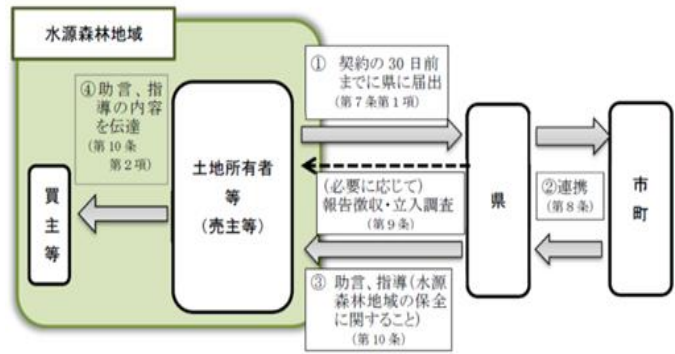 水源森林地域
④助言、指
導の内容
を伝達
(第10条
第2項)
買主等
土地所有者
等
(売主等)
① 契約の30日前
までに県に届出
(第7条第1項)
(必要に応じて)
報告徴収・立入調査
(第9条)
③ 助言、指導(水源
森林地域の保全
に関すること)
(第10条)
県
②連携
(第8条)
市町